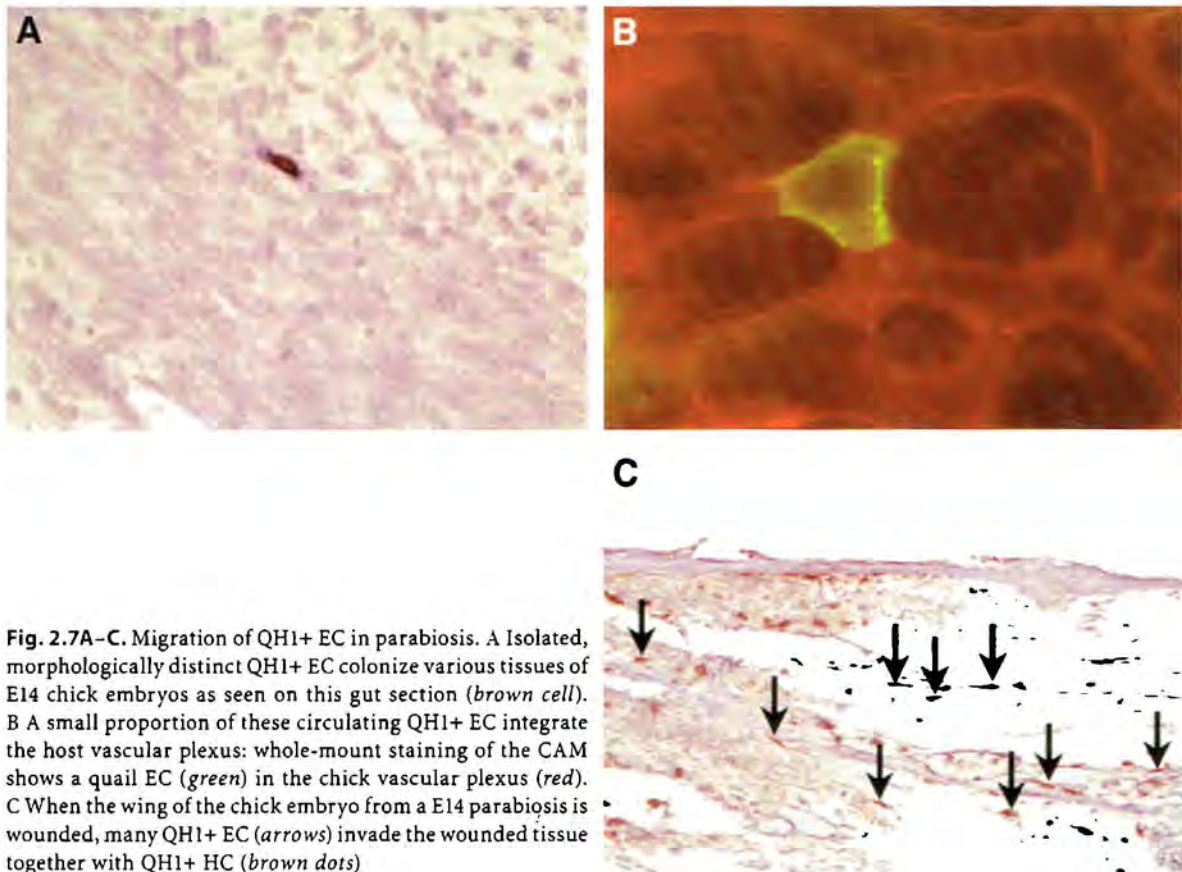 A
B
C
Fig. 2.7A–C. Migration of QH1+ EC in parabiosis. A Isolated,
morphologically distinct QH1+ EC colonize various tissues of
E14 chick embryos as seen on this gut section (brown cell).
B A small proportion of these circulating QH1+ EC integrate
the host vascular plexus: whole-mount staining of the CAM
shows a quail EC (green) in the chick vascular plexus (red).
C When the wing of the chick embryo from a E14 parabiosis is
wounded, many QH1+ EC (arrows) invade the wounded tissue
together with QH1+ HC (brown dots)